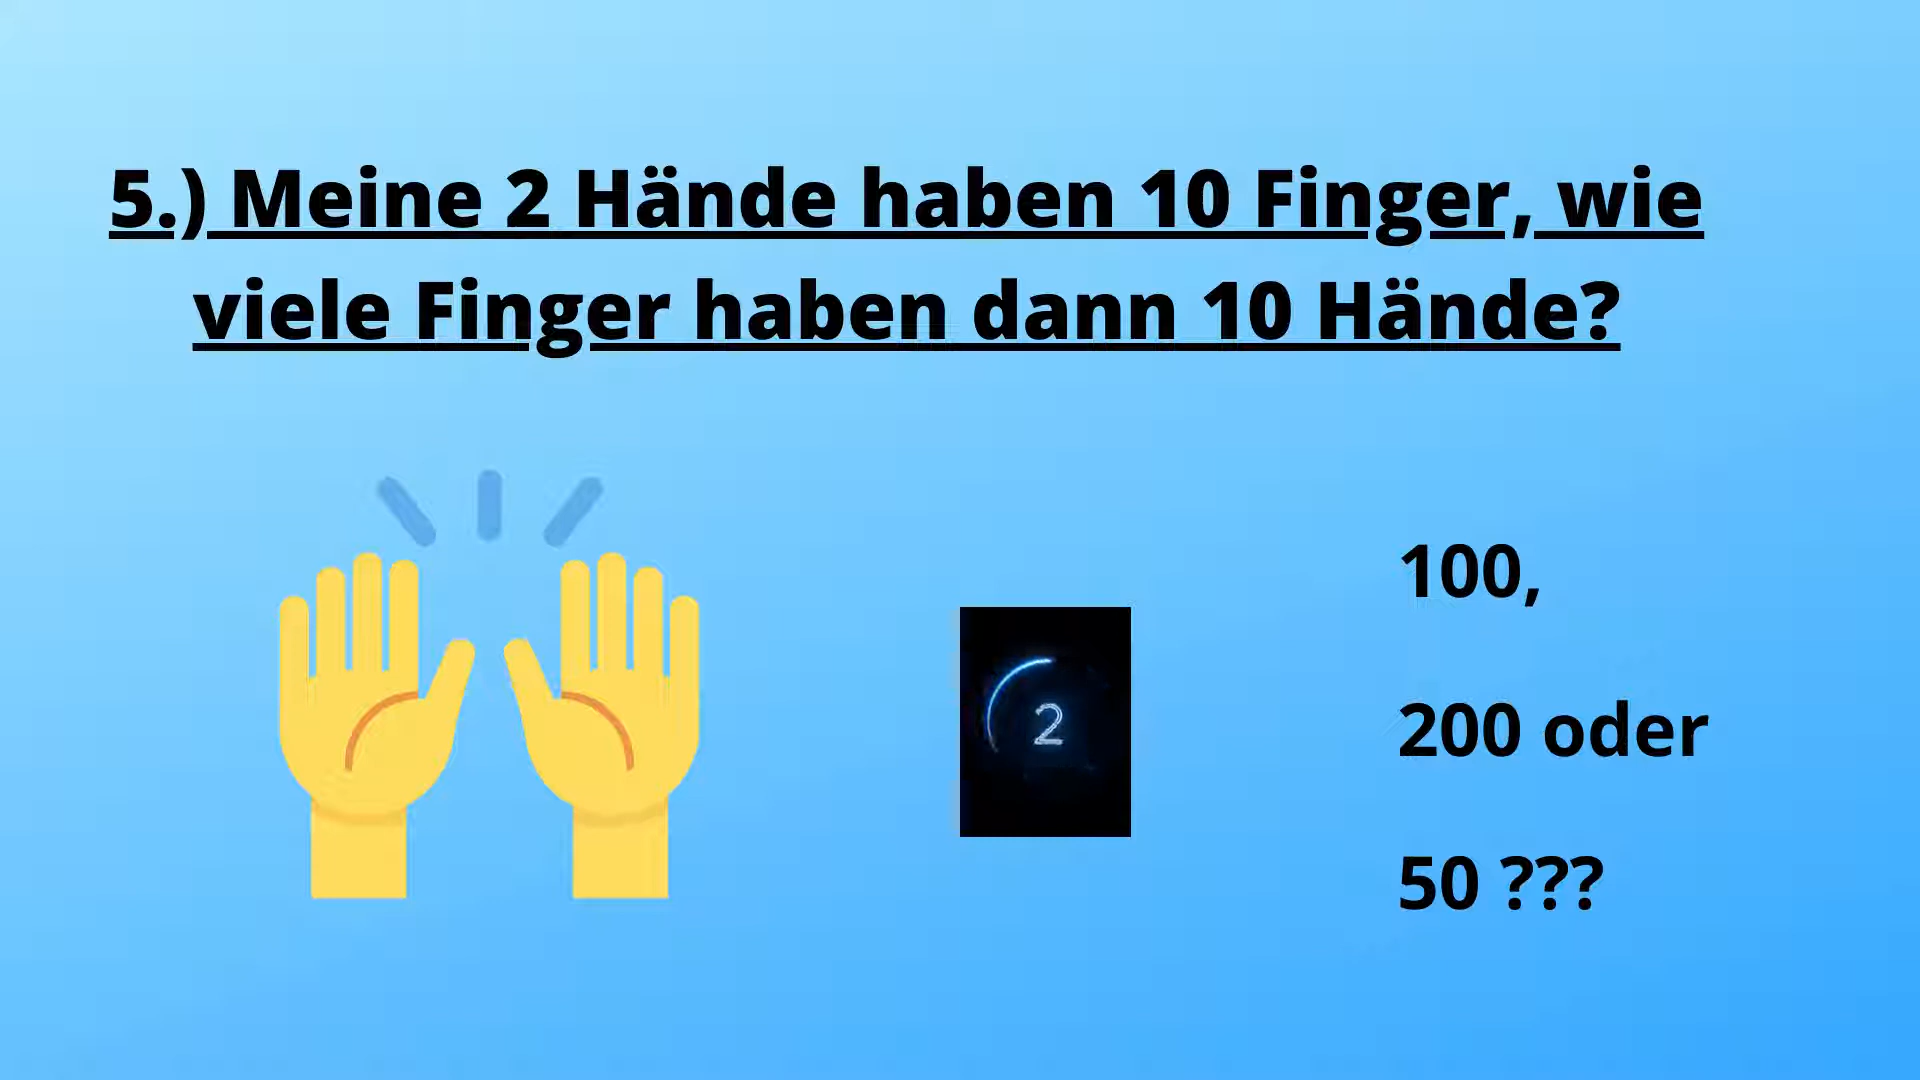 5.) Meine 2 Hände haben 10 Finger, wie
viele Finger haben dann 10 Hände?
100,
2
200 oder
50 ???